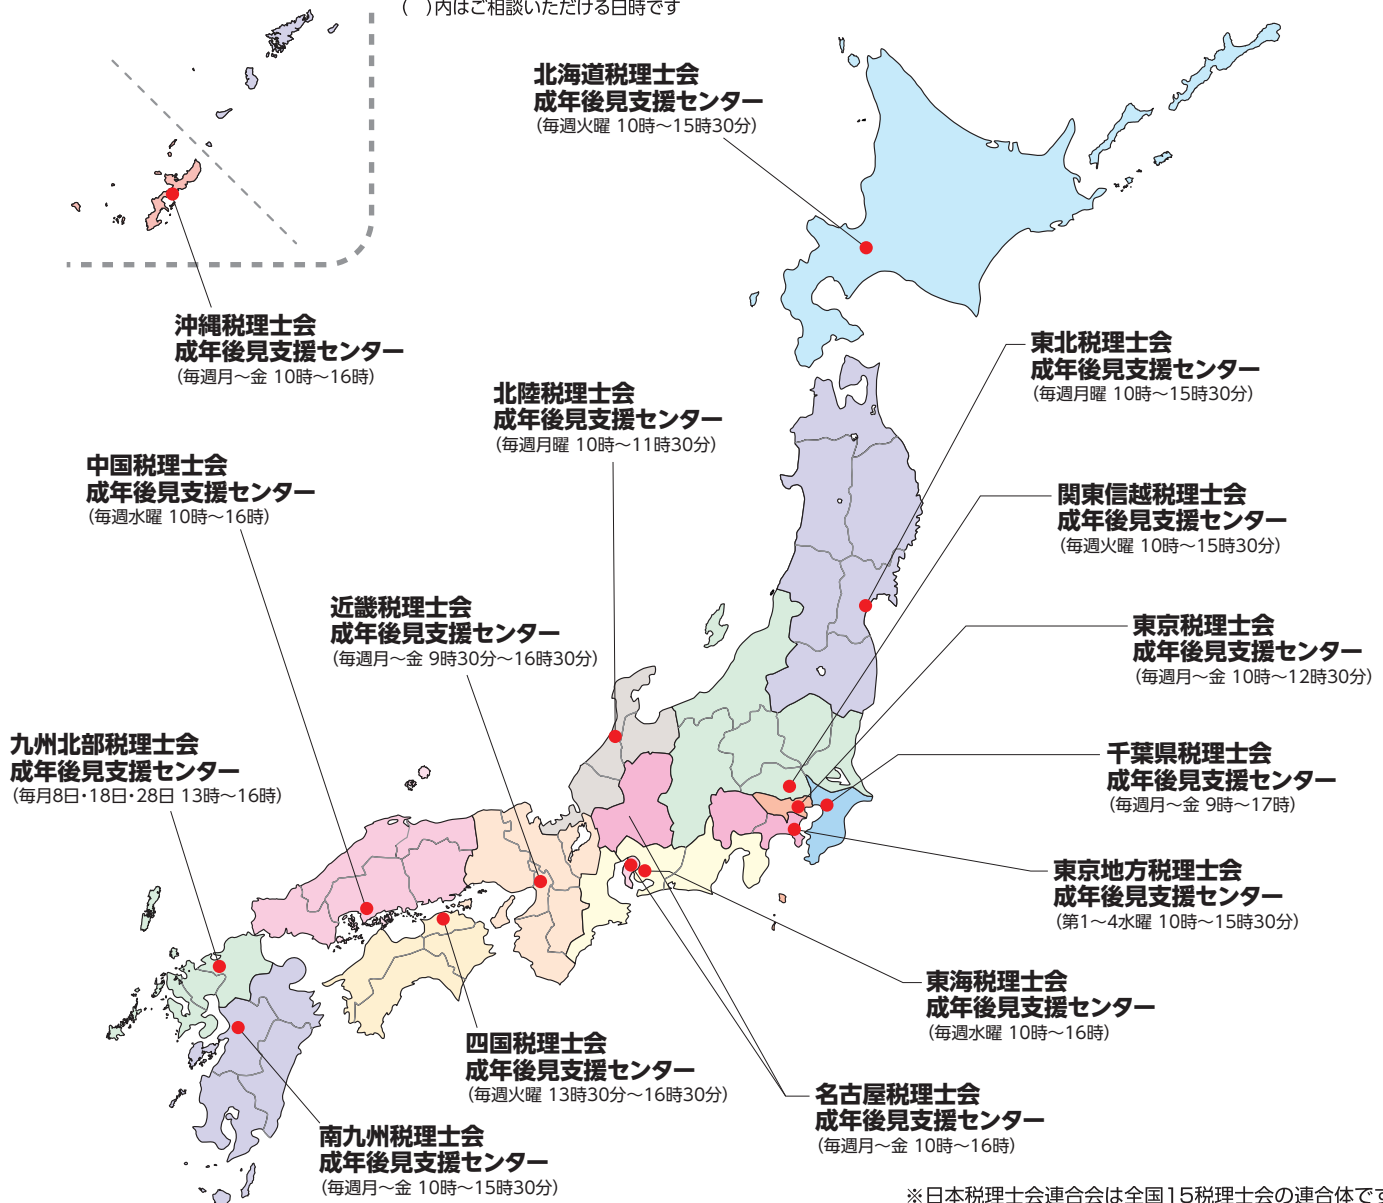 ( )内はご相談いただける日時です
北海道税理士会
成年後見支援センター
(毎週火曜 10時〜15時30分)
沖縄税理士会
成年後見支援センター
(毎週月〜金 10時〜16時)
東北税理士会
成年後見支援センター
(毎週月曜 10時〜15時30分)
北陸税理士会
成年後見支援センター
(毎週月曜 10時〜11時30分)
中国税理士会
成年後見支援センター
(毎週水曜 10時〜16時)
関東信越税理士会
成年後見支援センター
(毎週火曜 10時〜15時30分)
近畿税理士会
成年後見支援センター
(毎週月〜金 9時30分〜16時30分)
東京税理士会
成年後見支援センター
(毎週月〜金 10時〜12時30分)
九州北部税理士会
成年後見支援センター
(毎月8日・18日・28日 13時〜16時)
千葉県税理士会
成年後見支援センター
(毎週月〜金 9時〜17時)
東京地方税理士会
成年後見支援センター
(第1〜4水曜 10時〜15時30分)
東海税理士会
成年後見支援センター
(毎週水曜 10時〜16時)
四国税理士会
成年後見支援センター
(毎週火曜 13時30分〜16時30分)
名古屋税理士会
成年後見支援センター
(毎週月〜金 10時〜16時)
南九州税理士会
成年後見支援センター
(毎週月〜金 10時〜15時30分)
※日本税理士会連合会は全国15税理士会の連合体です